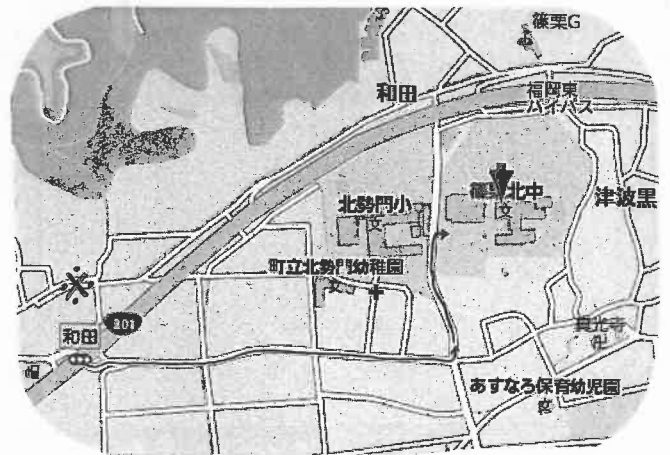 篠栗G
和田
福岡東
バイパス
北勢門小
篠栗北中
津波黒
町立北勢門幼稚園
201
和田
真光寺
あすなろ保育幼児園